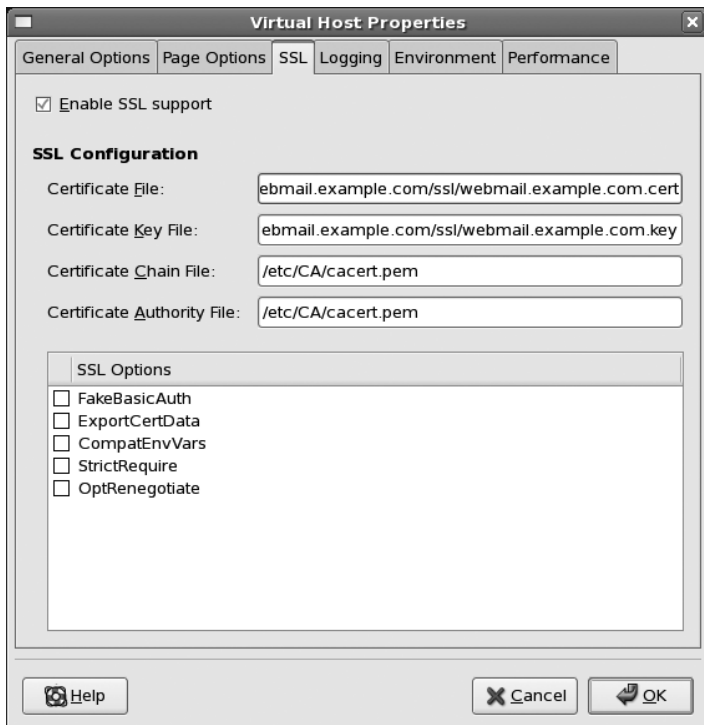 Virtual Host Properties
General Options Page Options SSL Logging Environment Performance
Enable SSL support
SSL Configuration
Certificate File: ebmail.example.com/ssl/webmail.example.com.cert
Certificate Key File: ebmail.example.com/ssl/webmail.example.com.key
Certificate Chain File: /etc/CA/cacert.pem
Certificate Authority File: /etc/CA/cacert.pem
SSL Options
FakeBasicAuth
ExportCertData
CompatEnvVars
StrictRequire
OptRenegotiate
Help Cancel OK